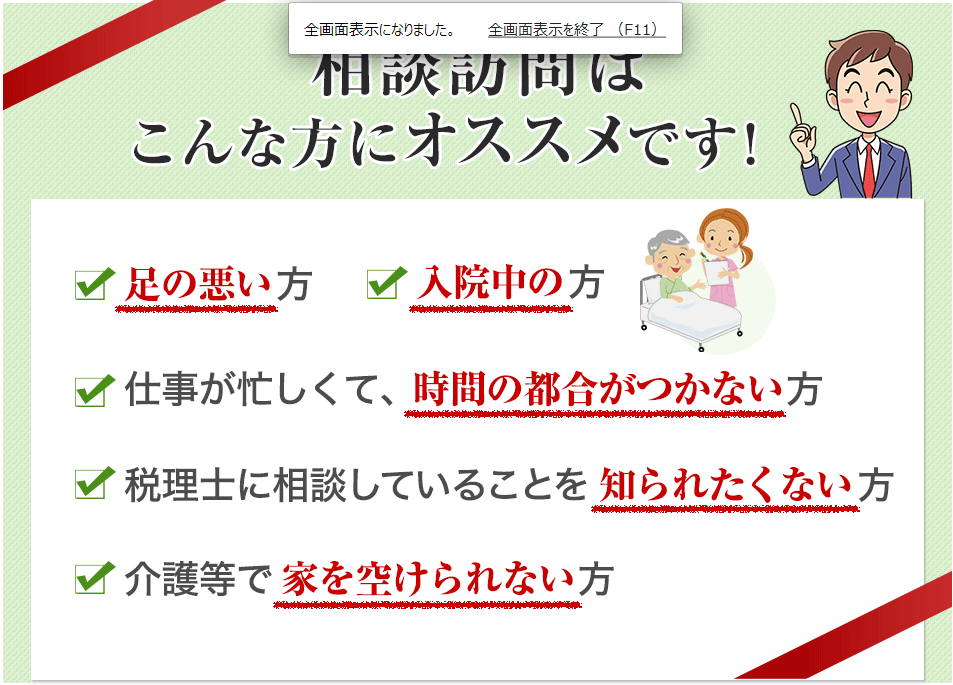 全画面表示になりました。 全画面表示を終了 （F11）
相談訪問は
こんな方にオススメです!
足の悪い方 入院中の方
仕事が忙しくて、時間の都合がつかない方
税理士に相談していることを 知られたくない方
介護等で 家を空けられない方